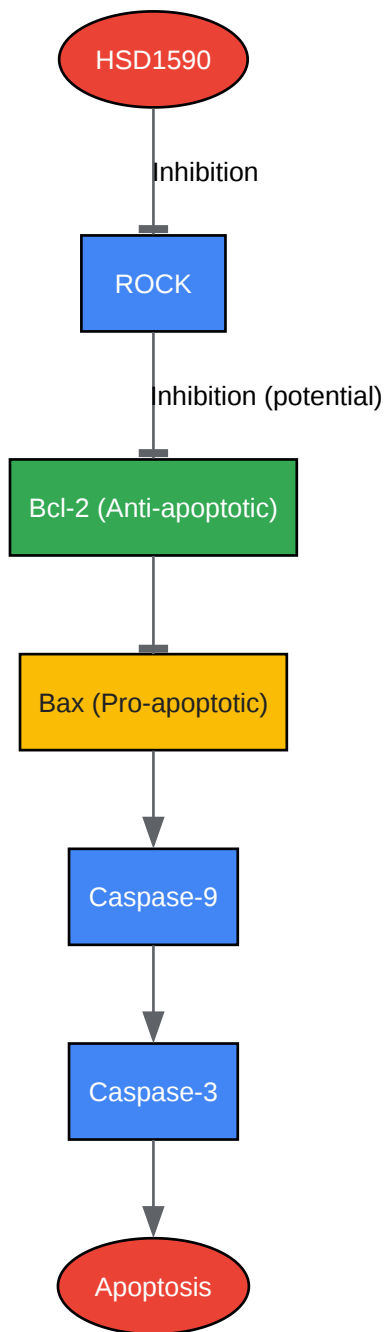 HSD1590
Inhibition
ROCK
Inhibition (potential)
Bcl-2 (Anti-apoptotic)
Bax (Pro-apoptotic)
Caspase-9
Caspase-3
Apoptosis